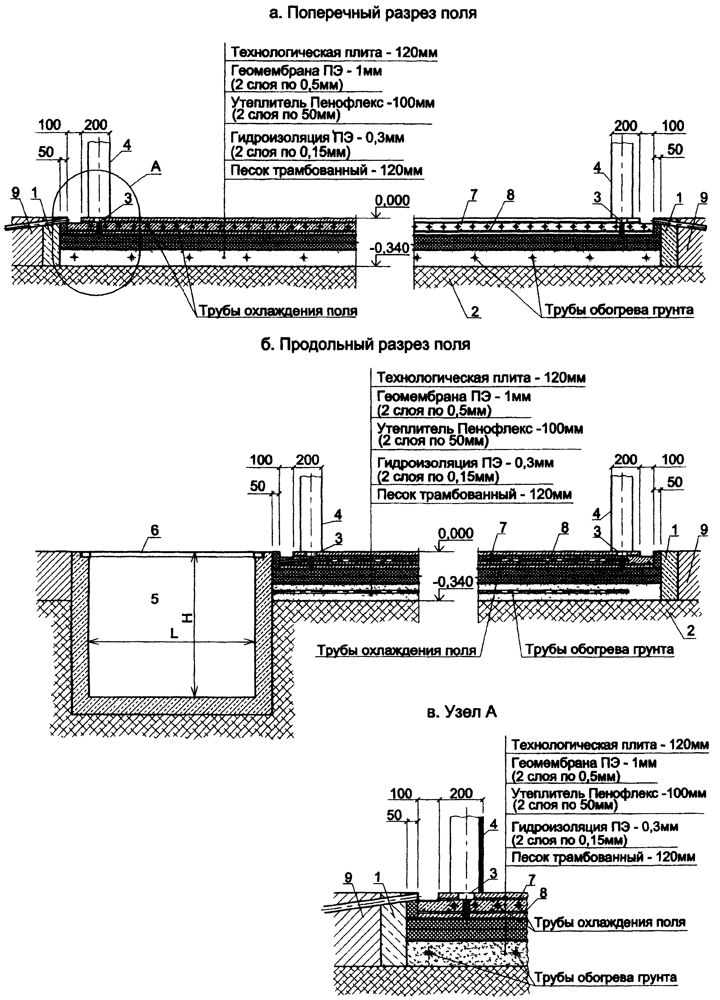 а. Поперечный разрез поля
Технологическая плита - 120мм
Геомембрана ПЭ - 1мм
(2 слоя по 0,5мм)
Утеплитель Пенофлекс -100мм
(2 слоя по 50мм)
Гидроизоляция ПЭ - 0,3мм
(2 слоя по 0,15мм)
Песок трамбованный - 120мм
100 200
50
4
А
9 1
3
0,000
-0,340
7 8
200 100
50
4
3
1 9
Трубы охлаждения поля
2
Трубы обогрева грунта
б. Продольный разрез поля
Технологическая плита - 120мм
Геомембрана ПЭ - 1мм
(2 слоя по 0,5мм)
Утеплитель Пенофлекс -100мм
(2 слоя по 50мм)
Гидроизоляция ПЭ - 0,3мм
(2 слоя по 0,15мм)
Песок трамбованный - 120мм
100 200
50
4
3
6
5
H
L
0,000
-0,340
7 8
200 100
50
4
3
1 9
2
Трубы охлаждения поля
Трубы обогрева грунта
в. Узел А
Технологическая плита - 120мм
Геомембрана ПЭ - 1мм
(2 слоя по 0,5мм)
Утеплитель Пенофлекс -100мм
(2 слоя по 50мм)
Гидроизоляция ПЭ - 0,3мм
(2 слоя по 0,15мм)
Песок трамбованный - 120мм
100 200
50
4
9 1
3
7
8
Трубы охлаждения поля
Трубы обогрева грунта